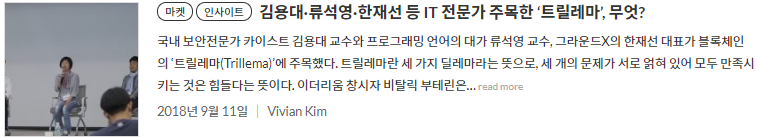 마켓 인사이트 김용대·류석영·한재선 등 IT 전문가 주목한 ‘트릴레마’, 무엇?
국내 보안전문가 카이스트 김용대 교수와 프로그래밍 언어의 대가 류석영 교수, 그라운드X의 한재선 대표가 블록체인
의 ‘트릴레마(Trillema)’에 주목했다. 트릴레마란 세 가지 딜레마라는 뜻으로, 세 개의 문제가 서로 얽혀 있어 모두 만족시
키는 것은 힘들다는 뜻이다. 이더리움 창시자 비탈릭 부테린은... read more
2018년 9월 11일 | Vivian Kim